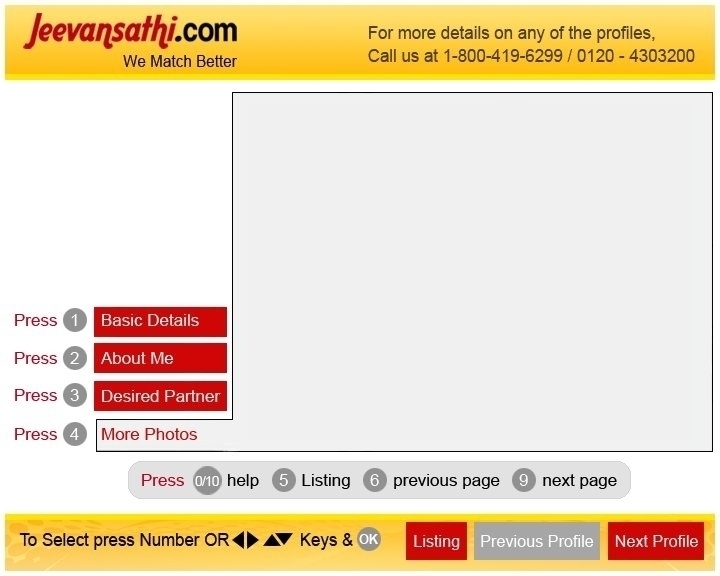 Jeevansathi.com
We Match Better
For more details on any of the profiles,
Call us at 1-800-419-6299 / 0120 - 4303200
Press 1 Basic Details
Press 2 About Me
Press 3 Desired Partner
Press 4 More Photos
Press 0/10 help 5 Listing 6 previous page 9 next page
To Select press Number OR Keys & OK Listing Previous Profile Next Profile